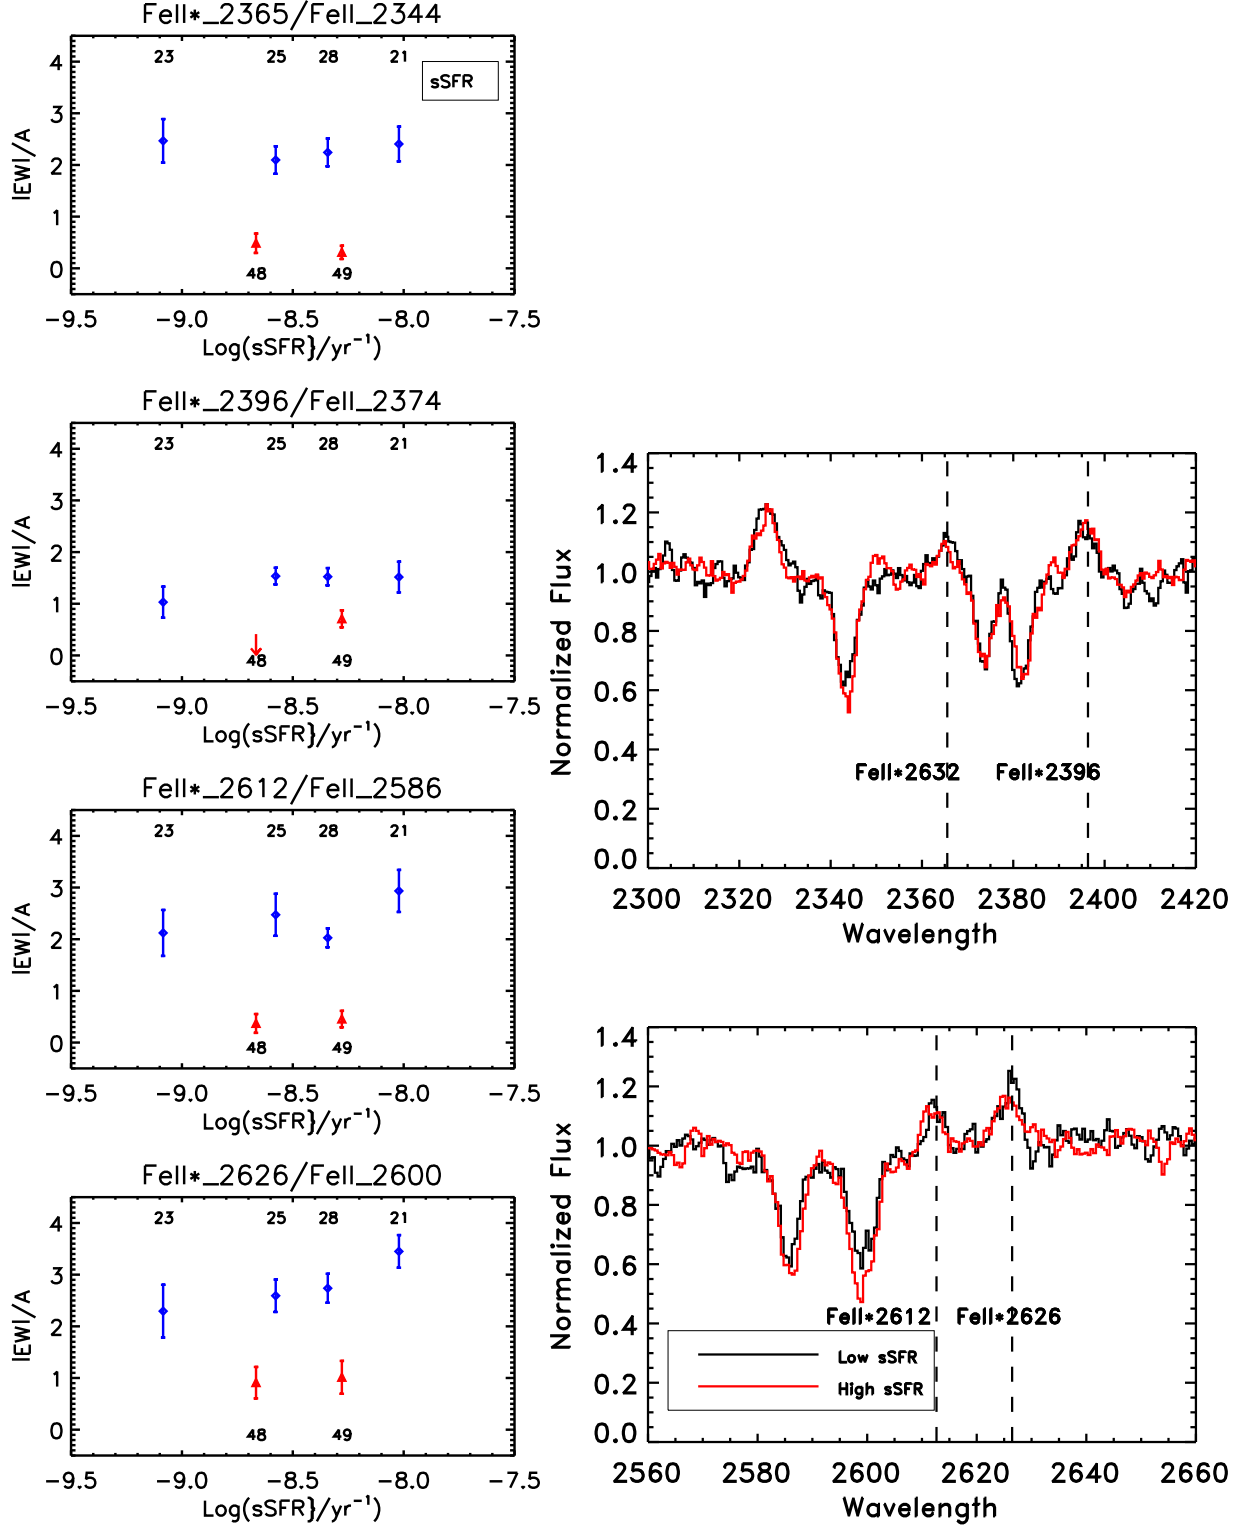 FeII*_2365/FeII_2344
23 25 28 21
sSFR
4
3
2
1
0
|EW|/A
48 49
-9.5 -9.0 -8.5 -8.0 -7.5
Log(sSFR}/yr⁻¹)
FeII*_2396/FeII_2374
23 25 28 21
4
3
2
1
0
|EW|/A
48 49
-9.5 -9.0 -8.5 -8.0 -7.5
Log(sSFR}/yr⁻¹)
FeII*_2612/FeII_2586
23 25 28 21
4
3
2
1
0
|EW|/A
48 49
-9.5 -9.0 -8.5 -8.0 -7.5
Log(sSFR}/yr⁻¹)
FeII*_2626/FeII_2600
23 25 28 21
4
3
2
1
0
|EW|/A
48 49
-9.5 -9.0 -8.5 -8.0 -7.5
Log(sSFR}/yr⁻¹)
1.4
1.2
1.0
0.8
0.6
0.4
0.2
0.0
Normalized Flux
FeII*2632 FeII*2396
2300 2320 2340 2360 2380 2400 2420
Wavelength
1.4
1.2
1.0
0.8
0.6
0.4
0.2
0.0
Normalized Flux
FeII*2612 FeII*2626
Low sSFR
High sSFR
2560 2580 2600 2620 2640 2660
Wavelength